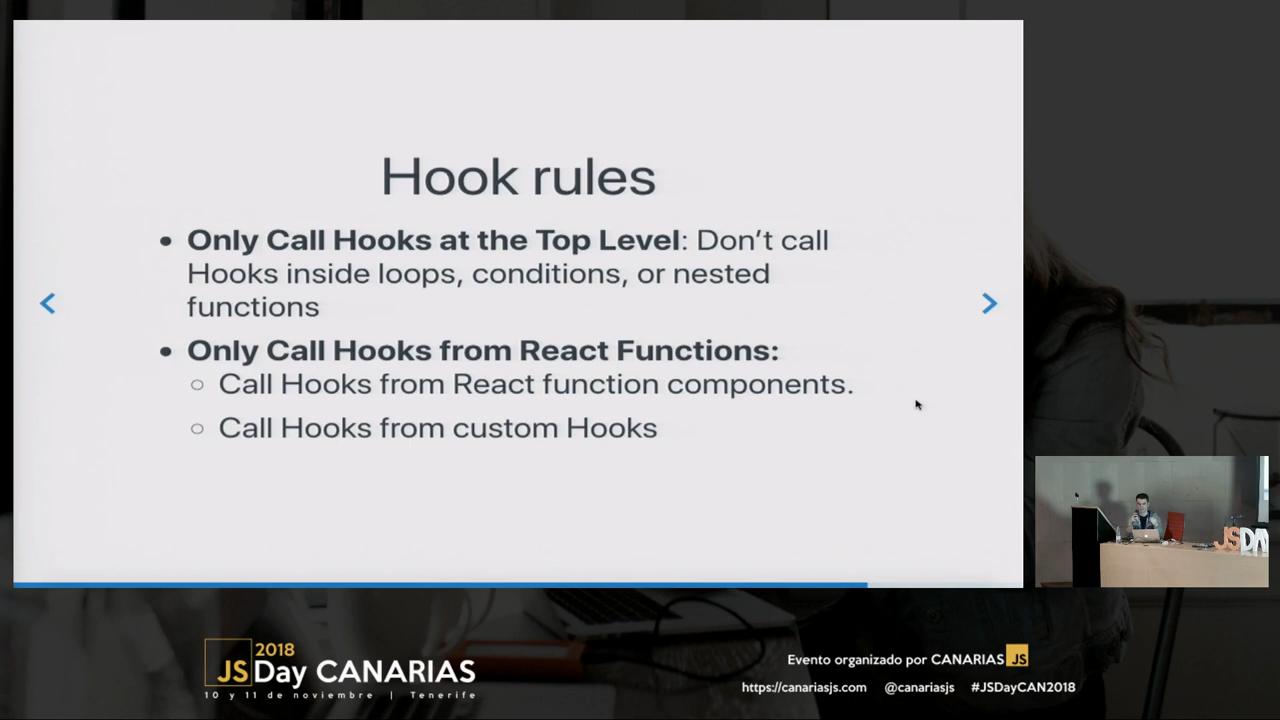 Hook rules
• Only Call Hooks at the Top Level: Don't call
Hooks inside loops, conditions, or nested
functions
• Only Call Hooks from React Functions:
○ Call Hooks from React function components.
○ Call Hooks from custom Hooks
JSDAY
2018
JSDay CANARIAS
10 y 11 de noviembre | Tenerife
Evento organizado por CANARIAS JS
https://canariasjs.com @canariasjs #JSDayCAN2018